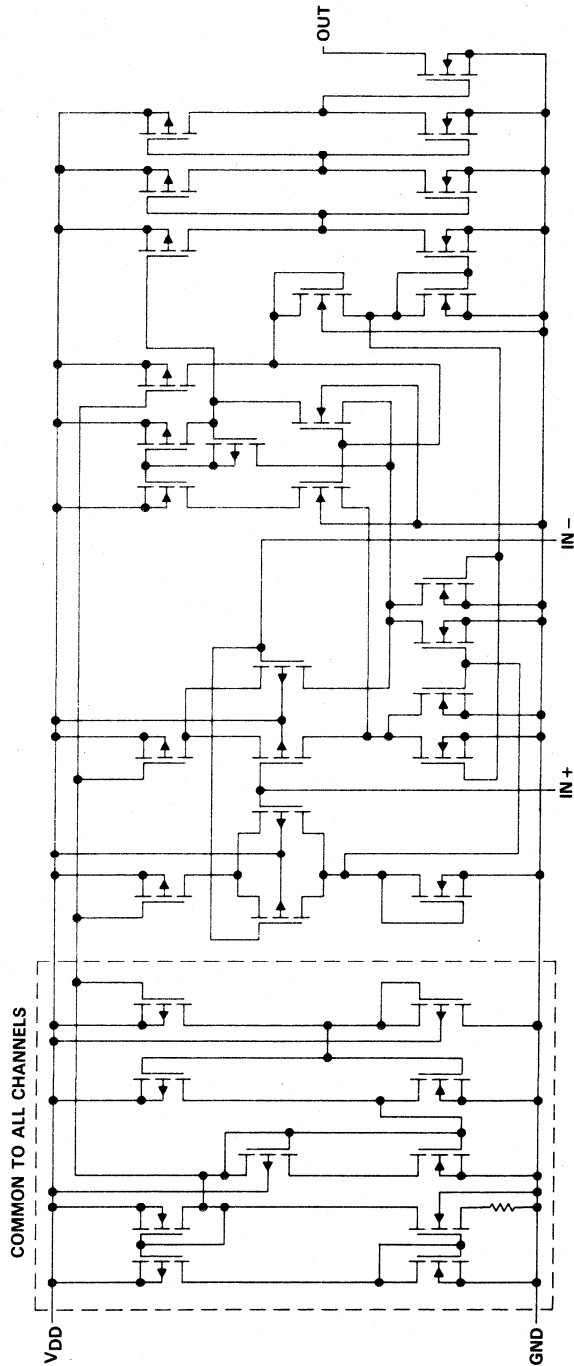 COMMON TO ALL CHANNELS
VDD
OUT
GND
IN +
IN −